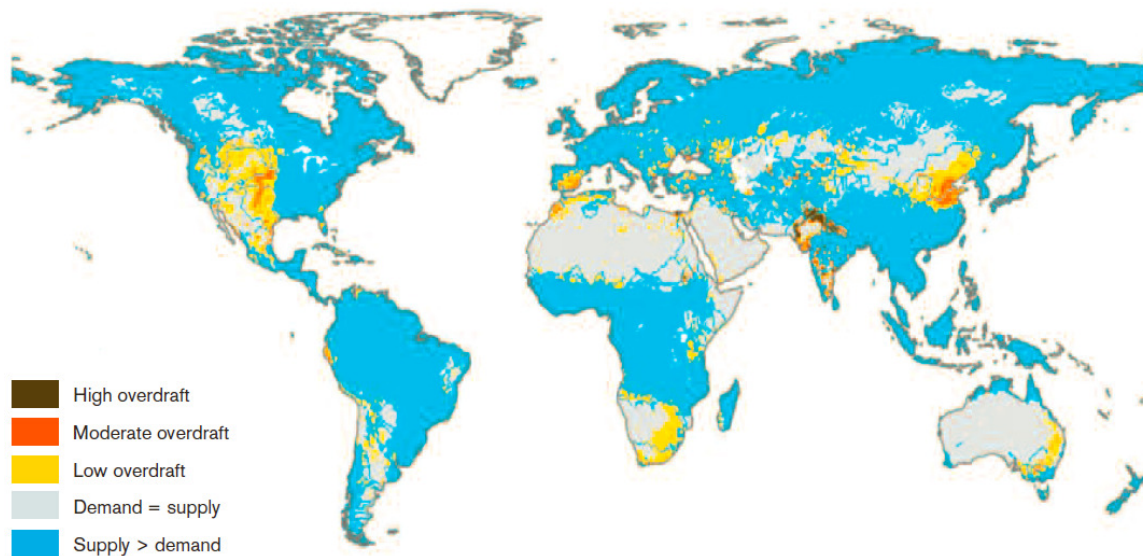 High overdraft
Moderate overdraft
Low overdraft
Demand = supply
Supply > demand